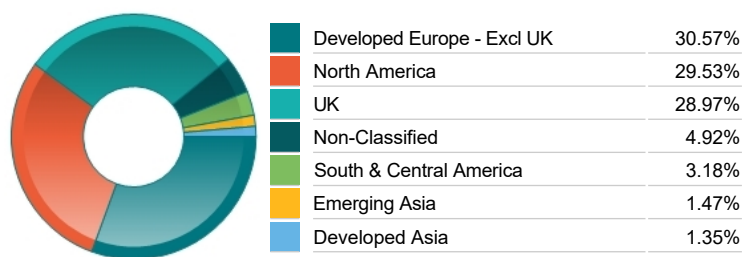 Developed Europe - Excl UK 30.57%
North America 29.53%
UK 28.97%
Non-Classified 4.92%
South & Central America 3.18%
Emerging Asia 1.47%
Developed Asia 1.35%